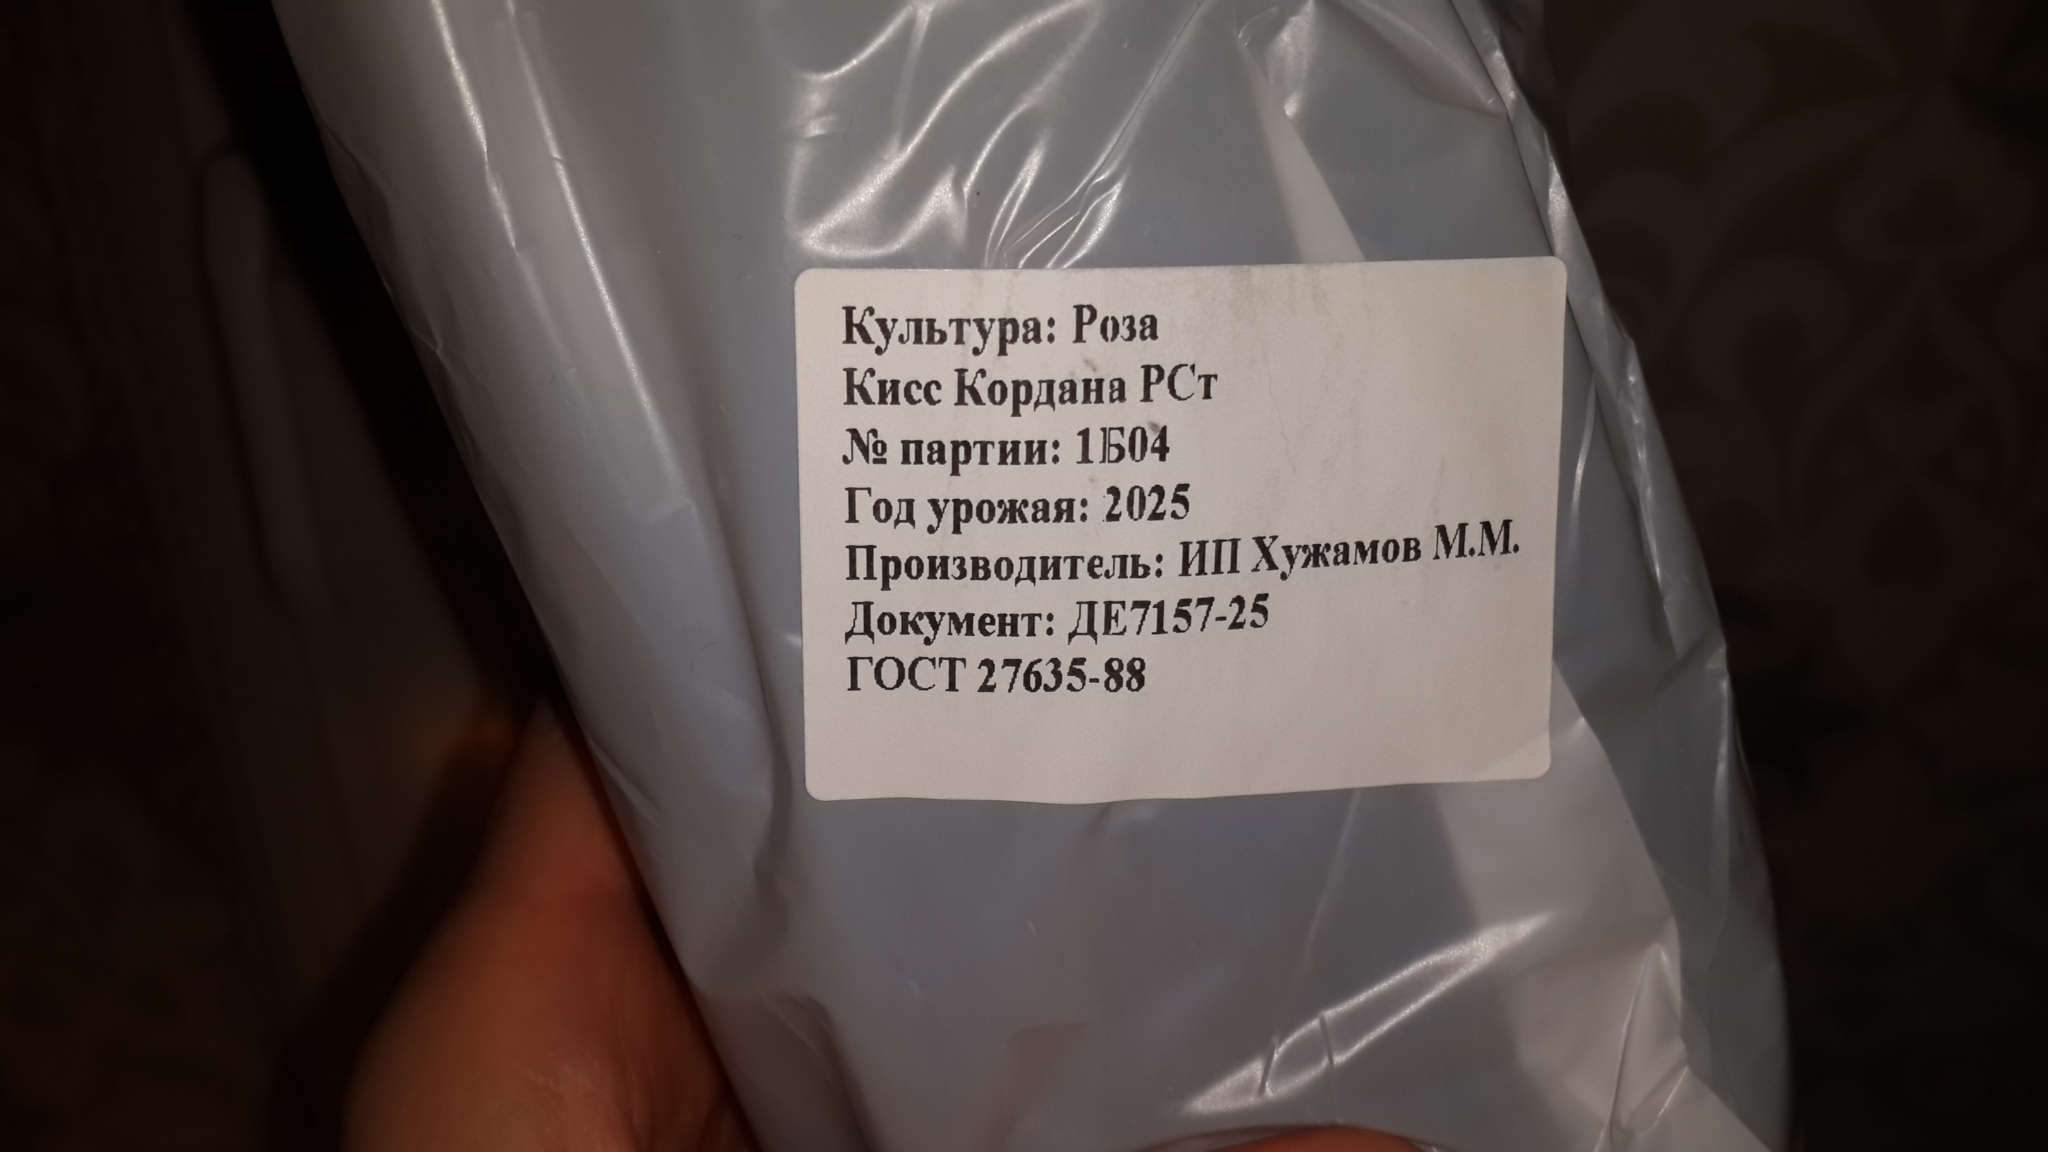 Культура: Роза
Кисс Кордана РСт
№ партии: 1Б04
Год урожая: 2025
Производитель: ИП Хужамов М.М.
Документ: ДЕ7157-25
ГОСТ 27635-88